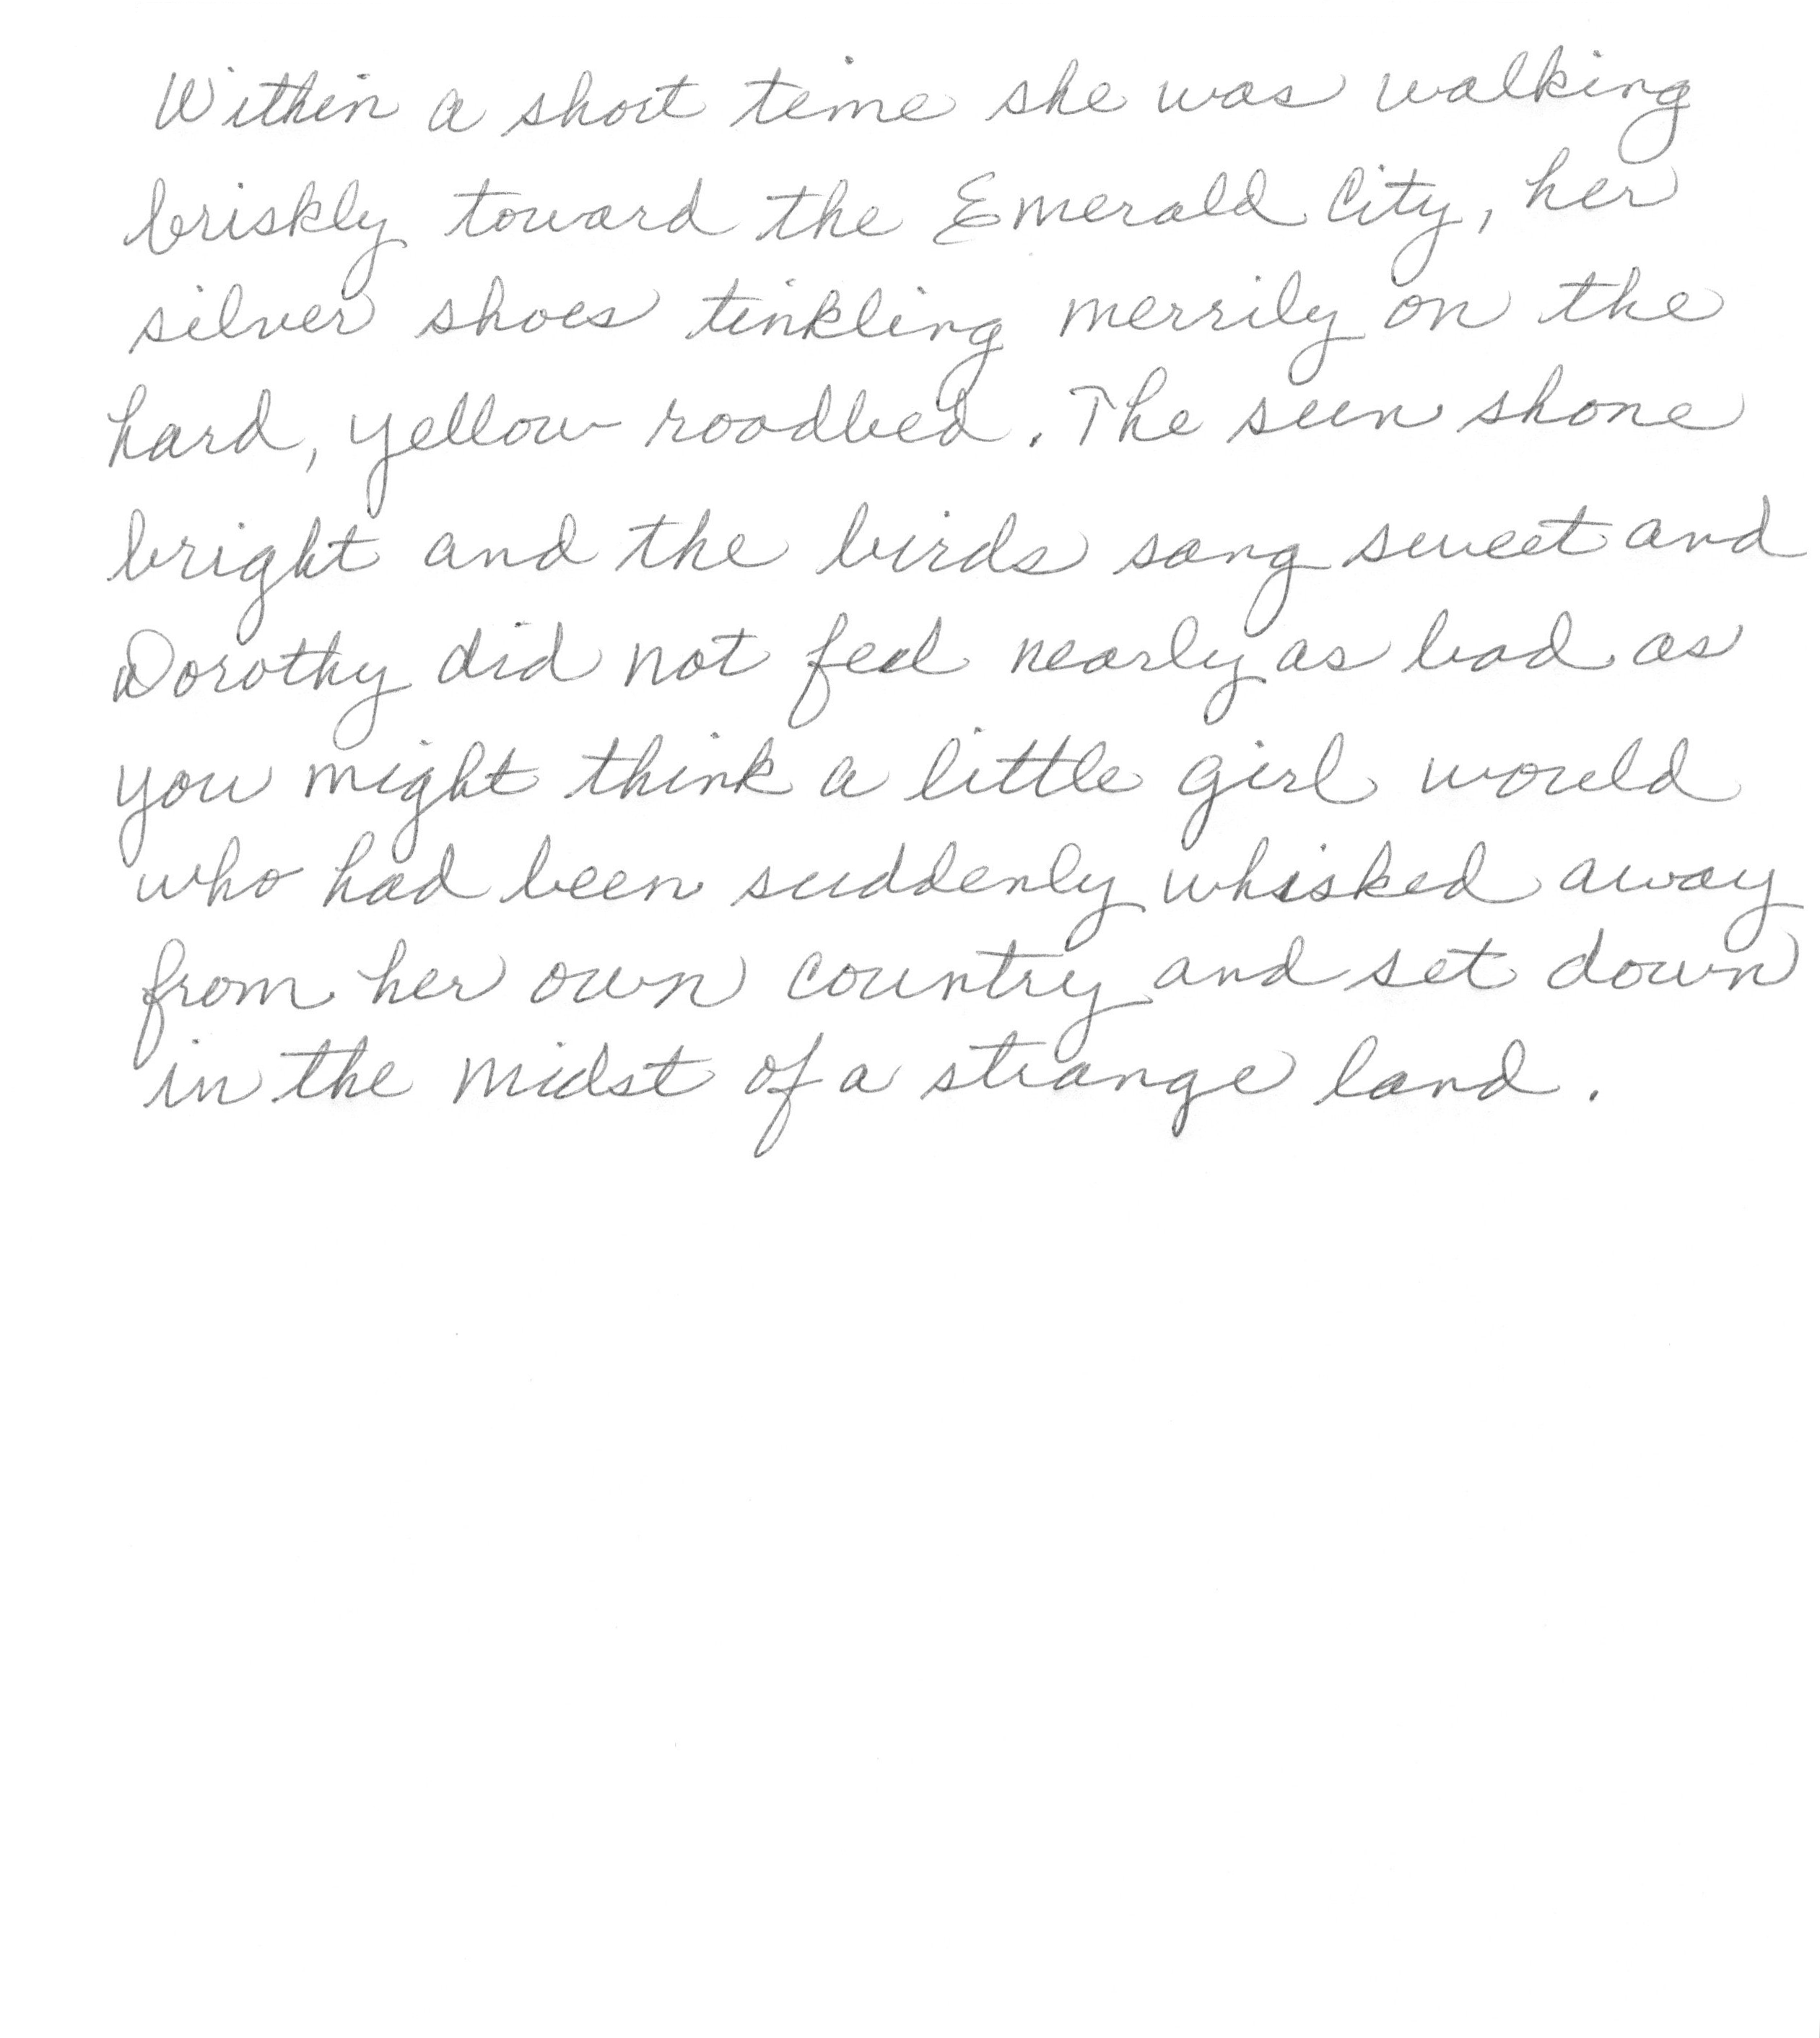 Within a short time she was walking
briskly toward the Emerald City, her
silver shoes tinkling merrily on the
hard, yellow roadbed. The sun shone
bright and the birds sang sweet and
Dorothy did not feel nearly as bad as
you might think a little girl would
who had been suddenly whisked away
from her own country and set down
in the midst of a strange land.